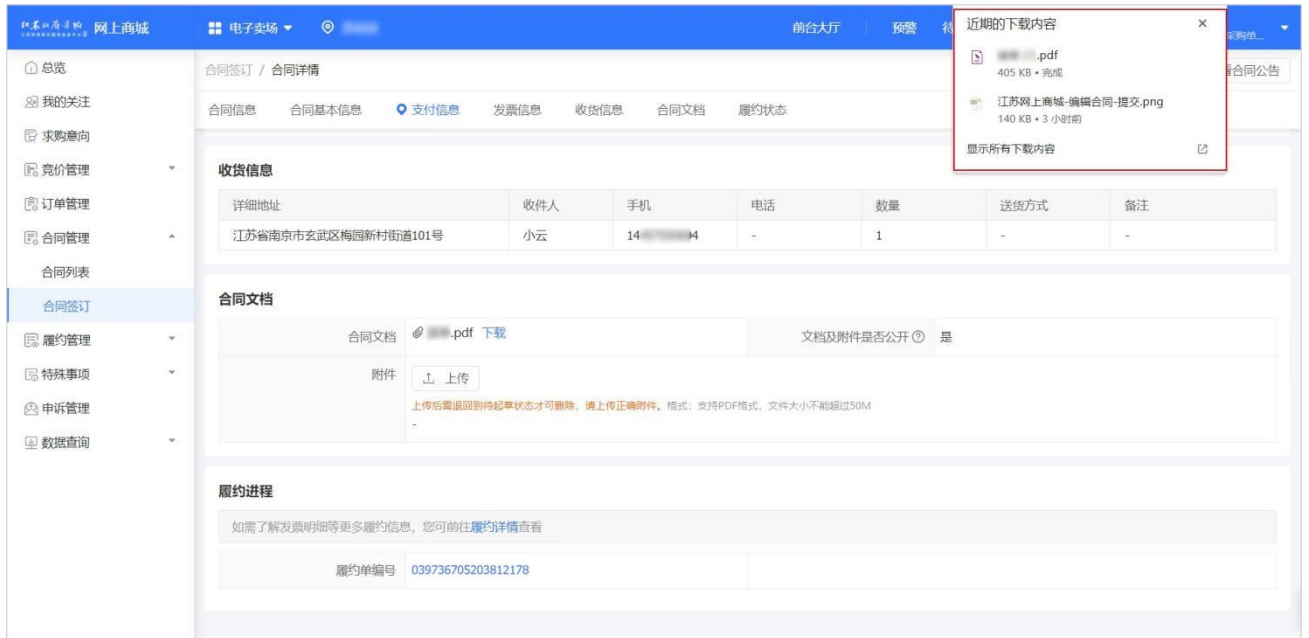 网上商城
电子卖场
前台大厅
预警
待
采购单...
近期的下载内容
.pdf
405 KB • 完成
江苏网上商城-编辑合同-提交.png
140 KB • 3 小时前
显示所有下载内容
总览
我的关注
求购意向
竞价管理
订单管理
合同管理
合同列表
合同签订
履约管理
特殊事项
申诉管理
数据查询
合同签订 / 合同详情
合同公告
合同信息 合同基本信息 支付信息 发票信息 收货信息 合同文档 履约状态
收货信息
详细地址 收件人 手机 电话 数量 送货方式 备注
江苏省南京市玄武区梅园新村街道101号 小云 14 4 - 1 - -
合同文档
合同文档 .pdf 下载 文档及附件是否公开 是
附件 上传
上传后需退回到待起草状态才可删除，请上传正确附件。格式：支持PDF格式，文件大小不能超过50M
-
履约进程
如需了解发票明细等更多履约信息，您可前往履约详情查看
履约单编号 039736705203812178